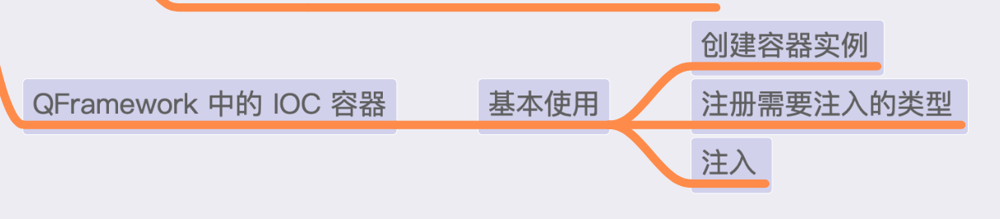 创建容器实例
QFramework 中的 IOC 容器
基本使用
注册需要注入的类型
注入